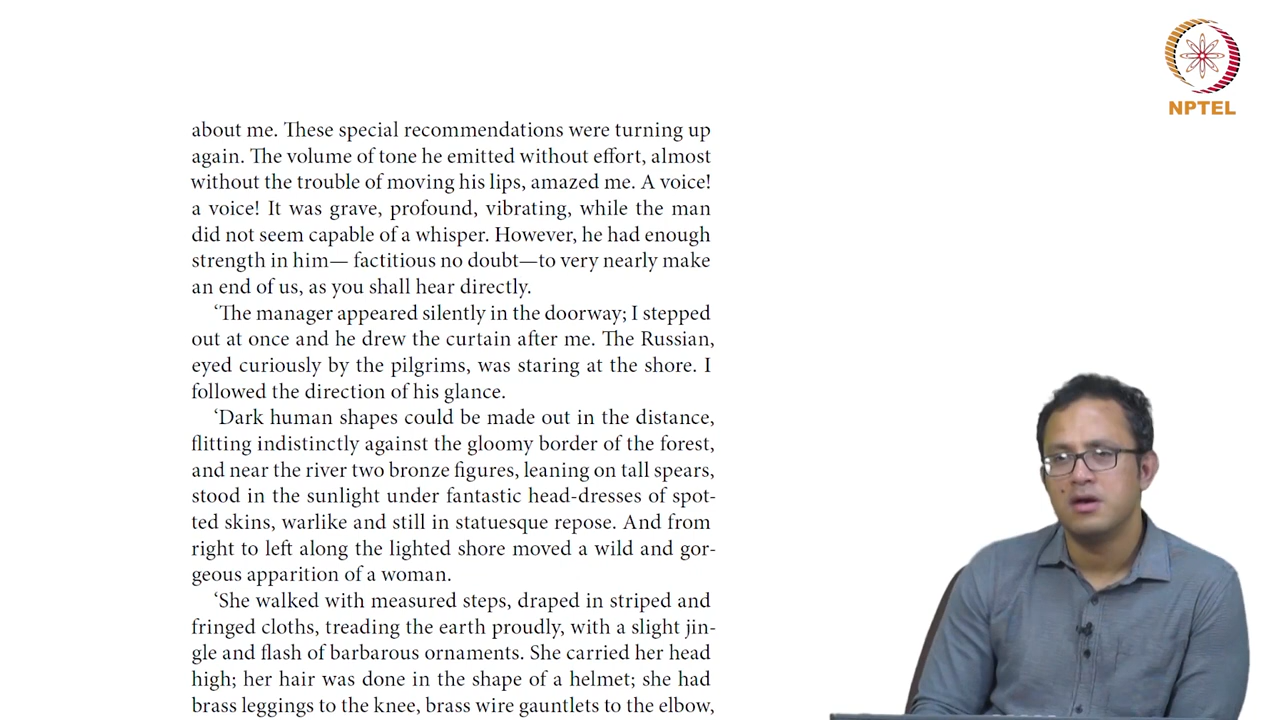 NPTEL
about me. These special recommendations were turning up
again. The volume of tone he emitted without effort, almost
without the trouble of moving his lips, amazed me. A voice!
a voice! It was grave, profound, vibrating, while the man
did not seem capable of a whisper. However, he had enough
strength in him— factitious no doubt—to very nearly make
an end of us, as you shall hear directly.
‘The manager appeared silently in the doorway; I stepped
out at once and he drew the curtain after me. The Russian,
eyed curiously by the pilgrims, was staring at the shore. I
followed the direction of his glance.
‘Dark human shapes could be made out in the distance,
flitting indistinctly against the gloomy border of the forest,
and near the river two bronze figures, leaning on tall spears,
stood in the sunlight under fantastic head-dresses of spot-
ted skins, warlike and still in statuesque repose. And from
right to left along the lighted shore moved a wild and gor-
geous apparition of a woman.
‘She walked with measured steps, draped in striped and
fringed cloths, treading the earth proudly, with a slight jin-
gle and flash of barbarous ornaments. She carried her head
high; her hair was done in the shape of a helmet; she had
brass leggings to the knee, brass wire gauntlets to the elbow,